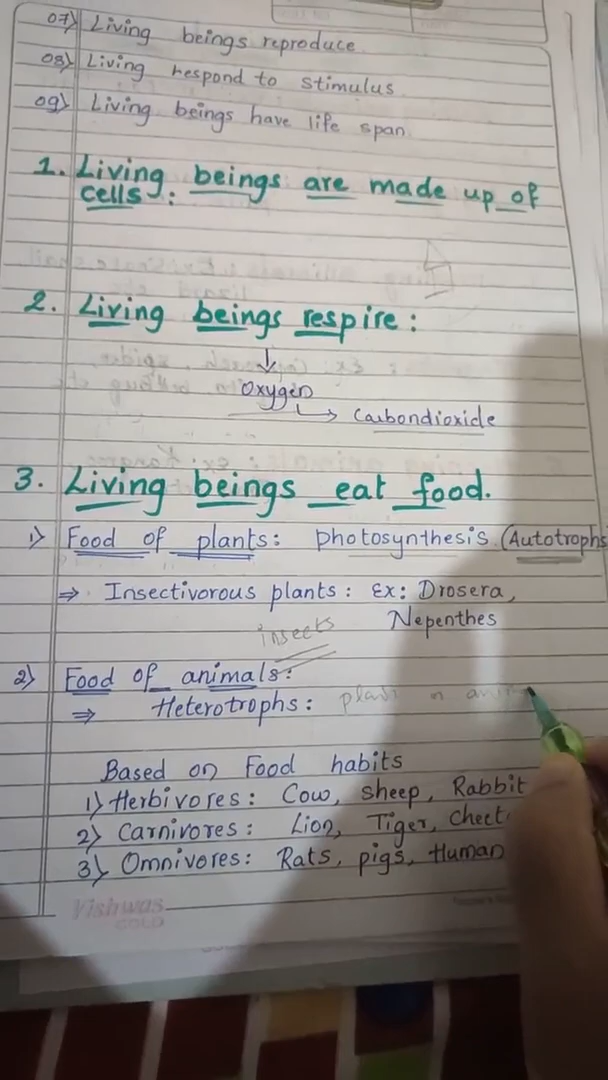 07) Living beings reproduce
08) Living respond to stimulus
09) Living beings have life span
1. Living beings are made up of
cells.
2. Living beings respire:
↓
Oxygen
→ Carbondioxide
3. Living beings eat food.
1) Food of plants: photosynthesis (Autotrophs
⇒ Insectivorous plants: Ex: Drosera,
Nepenthes
insects
2) Food of animals:
⇒ Heterotrophs:
Based on Food habits
1) Herbivores: Cow, sheep, Rabbit
2) Carnivores: Lion, Tiger, Cheet
3) Omnivores: Rats, pigs, Human
Vishwas
GOLD